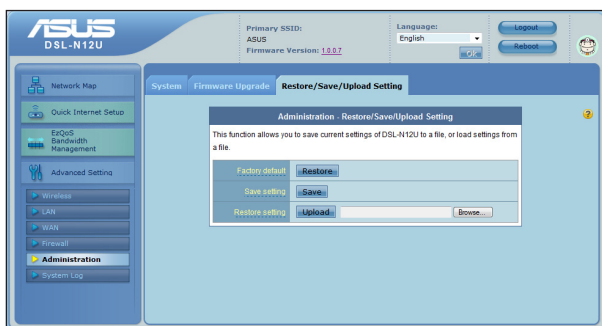 ASUS
DSL-N12U
Primary SSID:
ASUS
Firmware Version: 1.0.0.7
Language:
English
OK
Logout
Reboot
Network Map
Quick Internet Setup
EzQoS
Bandwidth
Management
Advanced Setting
Wireless
LAN
WAN
Firewall
Administration
System Log
System
Firmware Upgrade
Restore/Save/Upload Setting
Administration - Restore/Save/Upload Setting
This function allows you to save current settings of DSL-N12U to a file, or load settings from
a file.
Factory default
Restore
Save setting
Save
Restore setting
Upload
Browse...